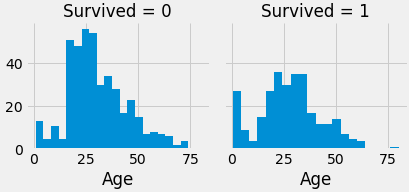 Survived = 0 Survived = 1
40
20
0
0 25 50 75 0 25 50 75
Age Age